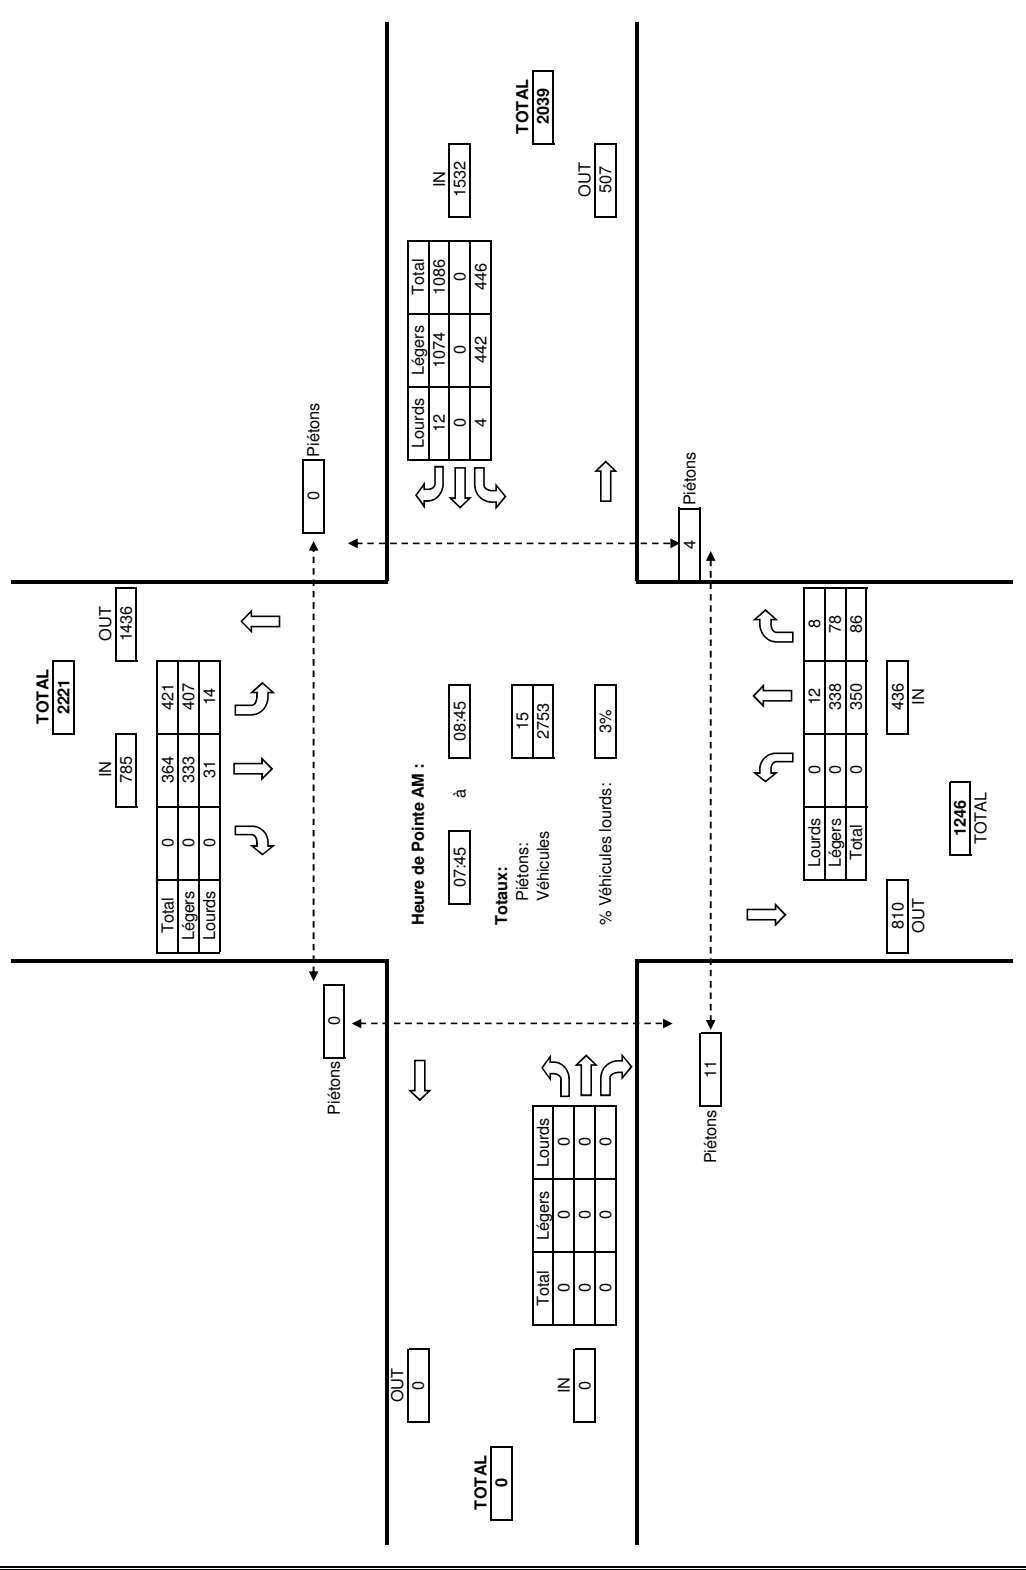 TOTAL
2221
IN OUT
785 1436
Total 0 364 421
Légers 0 333 407
Lourds 0 31 14
0 Piétons
Piétons 0
OUT
0
TOTAL
0
Total Légers Lourds
0 0 0
0 0 0
0 0 0
IN
0
Heure de Pointe AM :
07:45 à 08:45
Totaux:
Piétons: 15
Véhicules 2753
% Véhicules lourds: 3%
Lourds Légers Total
12 1074 1086
0 0 0
4 442 446
IN
1532
TOTAL
2039
OUT
507
4 Piétons
Piétons 11
Lourds 0 12 8
Légers 0 338 78
Total 0 350 86
810 436
OUT IN
1246
TOTAL